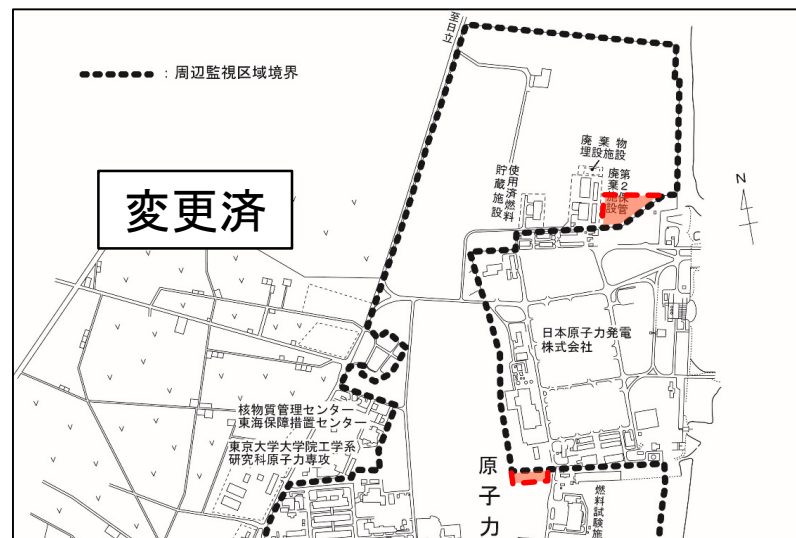 至日立
：周辺監視区域境界
変更済
廃棄物
埋設施設
第2保管
廃棄施設
使用済燃料
貯蔵施設
N
日本原子力発電
株式会社
核物質管理センター
東海保障措置センター
東京大学大学院工学系
研究科原子力専攻
原子力
燃料試験施